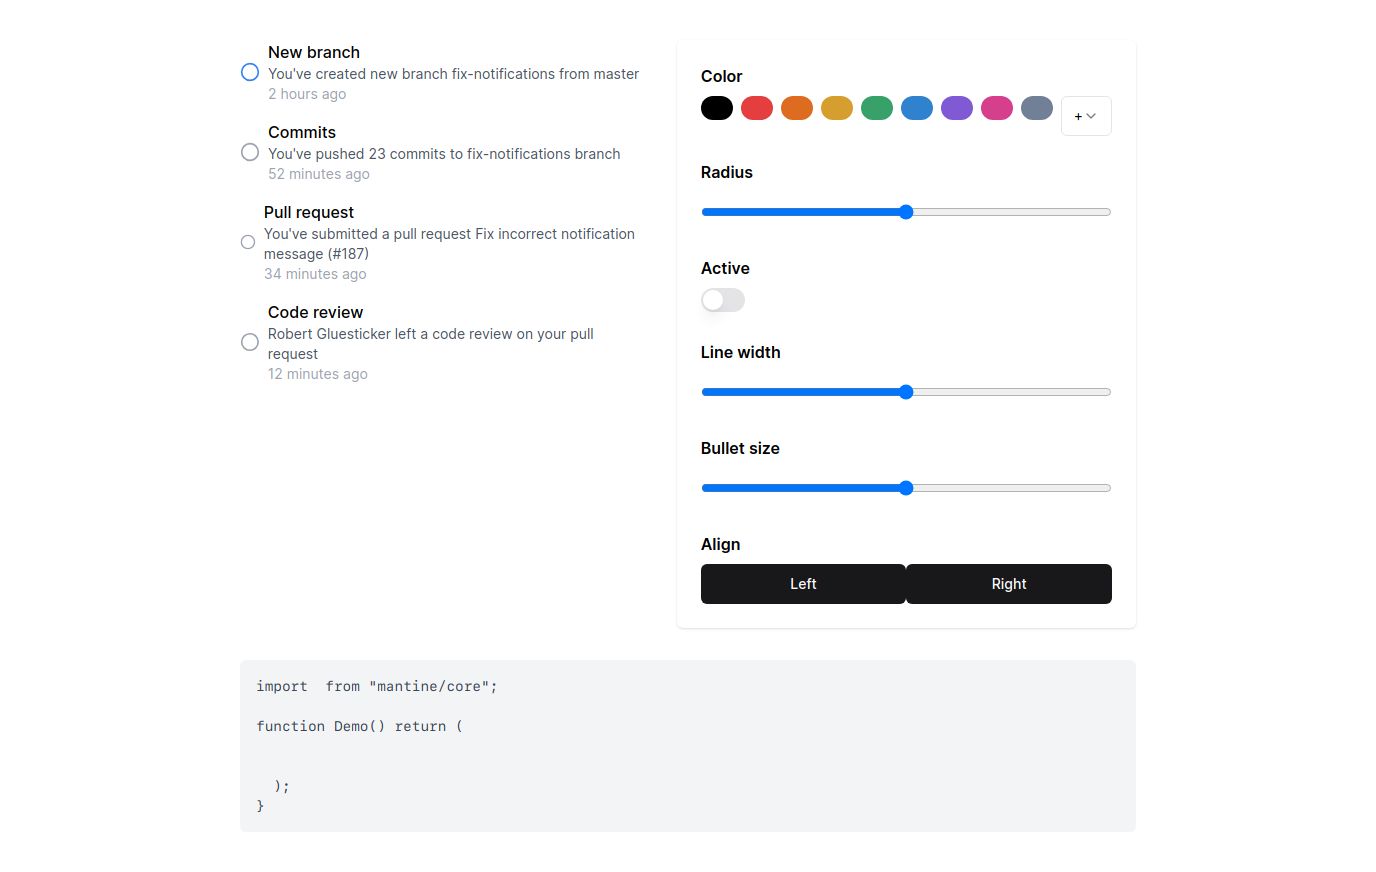 New branch
You've created new branch fix-notifications from master
2 hours ago
Commits
You've pushed 23 commits to fix-notifications branch
52 minutes ago
Pull request
You've submitted a pull request Fix incorrect notification
message (#187)
34 minutes ago
Code review
Robert Gluesticker left a code review on your pull
request
12 minutes ago
Color
+
Radius
Active
Line width
Bullet size
Align
Left Right
import  from "mantine/core";
function Demo() return (
  );
}